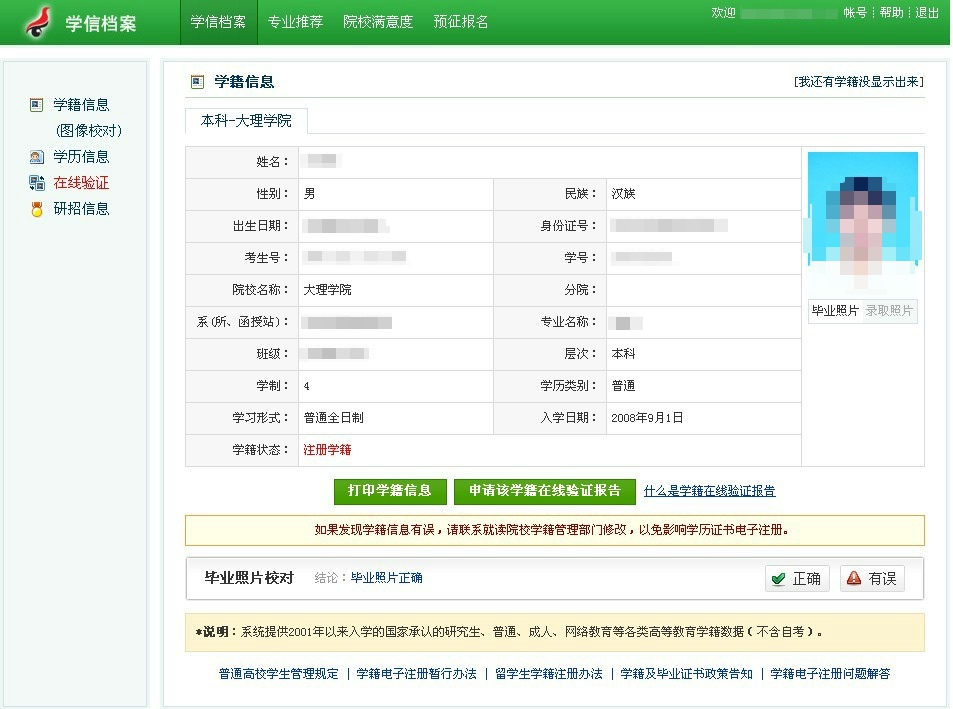 学信档案 学信档案 专业推荐 院校满意度 预征报名 欢迎 帐号 | 帮助 | 退出
学籍信息
(图像校对)
学历信息
在线验证
研招信息
学籍信息 [我还有学籍没显示出来]
本科-大理学院
姓名：
性别： 男 民族： 汉族
出生日期： 身份证号：
考生号： 学号：
院校名称： 大理学院 分院：
系(所、函授站)： 专业名称：
班级： 层次： 本科
学制： 4 学历类别： 普通
学习形式： 普通全日制 入学日期： 2008年9月1日
学籍状态： 注册学籍
毕业照片 录取照片
打印学籍信息 申请该学籍在线验证报告 什么是学籍在线验证报告
如果发现学籍信息有误，请联系就读院校学籍管理部门修改，以免影响学历证书电子注册。
毕业照片校对 结论：毕业照片正确 正确 有误
*说明：系统提供2001年以来入学的国家承认的研究生、普通、成人、网络教育等各类高等教育学籍数据（不含自考）。
普通高校学生管理规定 | 学籍电子注册暂行办法 | 留学生学籍注册办法 | 学籍及毕业证书政策告知 | 学籍电子注册问题解答